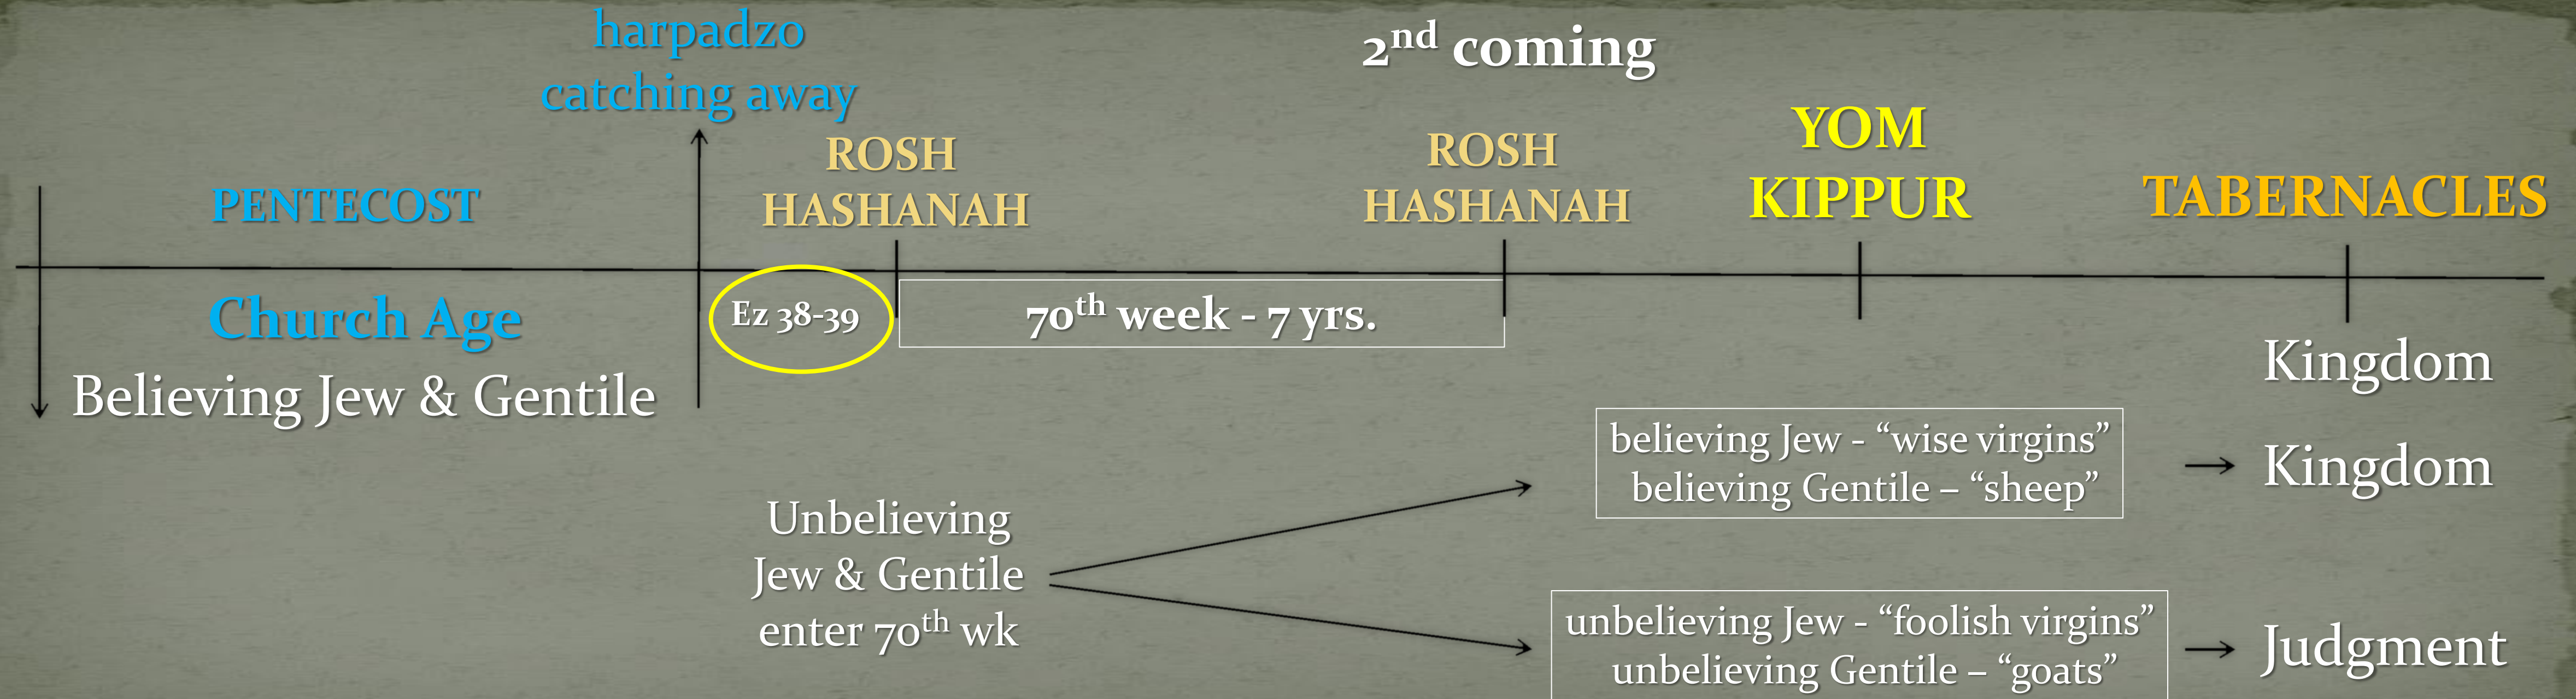 harpadzo
catching away
2nd coming
PENTECOST
ROSH
HASHANAH
ROSH
HASHANAH
YOM
KIPPUR
TABERNACLES
Church Age
Believing Jew & Gentile
Ez 38-39
70th week - 7 yrs.
Kingdom
Unbelieving
Jew & Gentile
enter 70th wk
believing Jew - “wise virgins”
believing Gentile – “sheep”
Kingdom
unbelieving Jew - “foolish virgins”
unbelieving Gentile – “goats”
Judgment